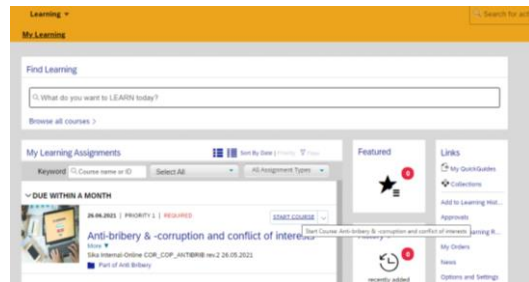 Learning
Search for
My Learning
Find Learning
What do you want to LEARN today?
Browse all courses >
My Learning Assignments
Sort By Date | Priority
Keyword
Course name or ID
Select All
All Assignment Types
DUE WITHIN A MONTH
26.06.2021 | PRIORITY 1 | REQUIRED
START COURSE
Anti-bribery & -corruption and conflict of interests
Start Course Anti-bribery & -corruption and conflict of interests
More
Sika Internal-Online COR_COP_ANTIBRIB rev.2 26.05.2021
Part of Anti Bribery
Featured
0
0
recently added
Links
My QuickGuides
Collections
Add to Learning Hist...
Approvals
My Orders
News
Options and Settings